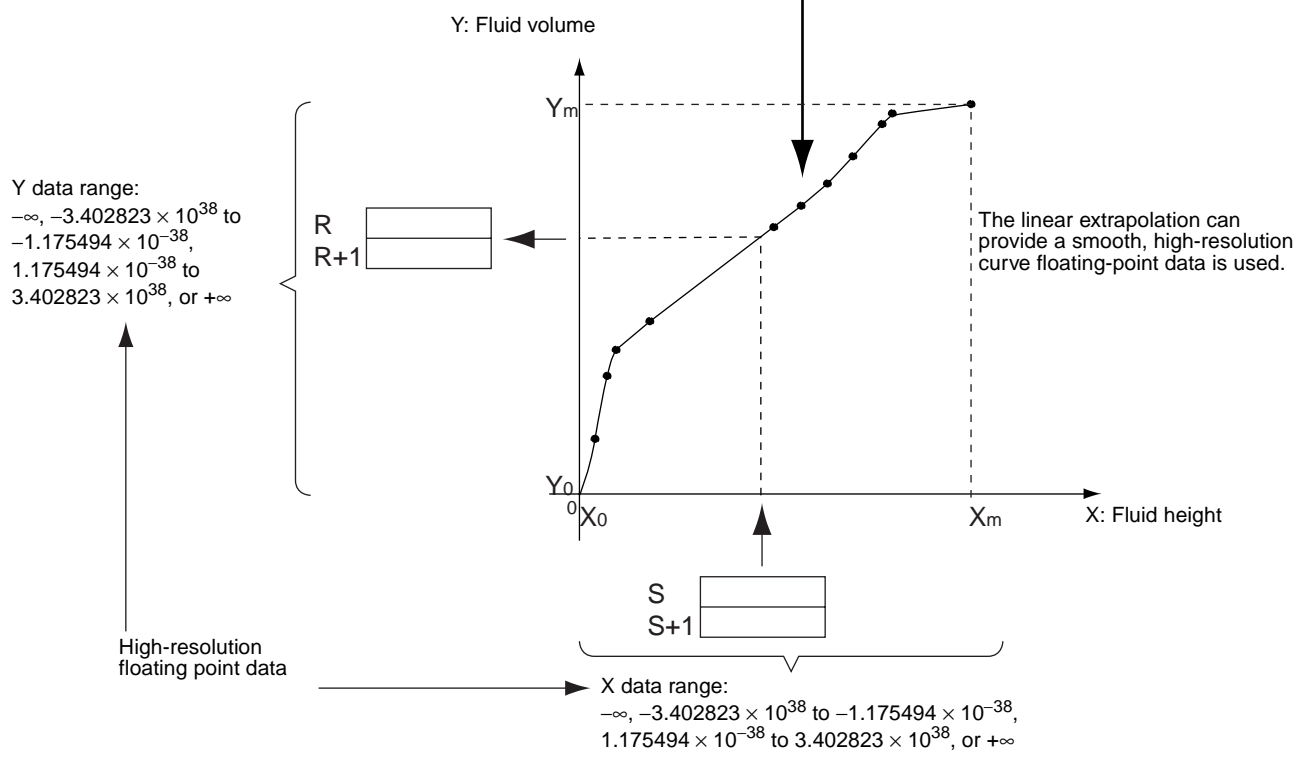 Y: Fluid volume
Ym
Y data range:
−∞, −3.402823 × 10^38 to
−1.175494 × 10^−38,
1.175494 × 10^−38 to
3.402823 × 10^38, or +∞
R
R+1
The linear extrapolation can
provide a smooth, high-resolution
curve floating-point data is used.
Y0
0
X0
Xm
X: Fluid height
S
S+1
High-resolution
floating point data
X data range:
−∞, −3.402823 × 10^38 to −1.175494 × 10^−38,
1.175494 × 10^−38 to 3.402823 × 10^38, or +∞